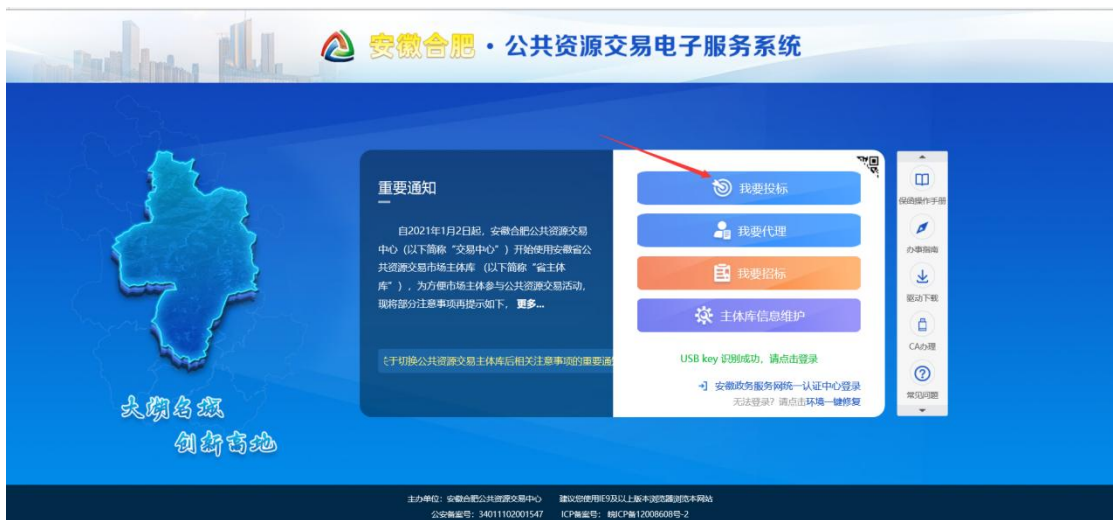 安徽合肥·公共资源交易电子服务系统
重要通知
自2021年1月2日起，安徽合肥公共资源交易
中心（以下简称“交易中心”）开始使用安徽省公
共资源交易市场主体库 （以下简称“省主体
库”），为方便市场主体参与公共资源交易活动，
现将部分注意事项再提示如下， 更多...
于切换公共资源交易主体库后相关注意事项的重要通
我要投标
我要代理
我要招标
主体库信息维护
USB key 识别成功，请点击登录
安徽政务服务网统一认证中心登录
无法登录？请点击环境一键修复
保函操作手册
办事指南
驱动下载
CA办理
常见问题
大湖名城
创新高地
主办单位：安徽合肥公共资源交易中心 建议您使用IE9及以上版本浏览器浏览本网站
公安备案号：34011102001547 ICP备案号：皖ICP备12008608号-2